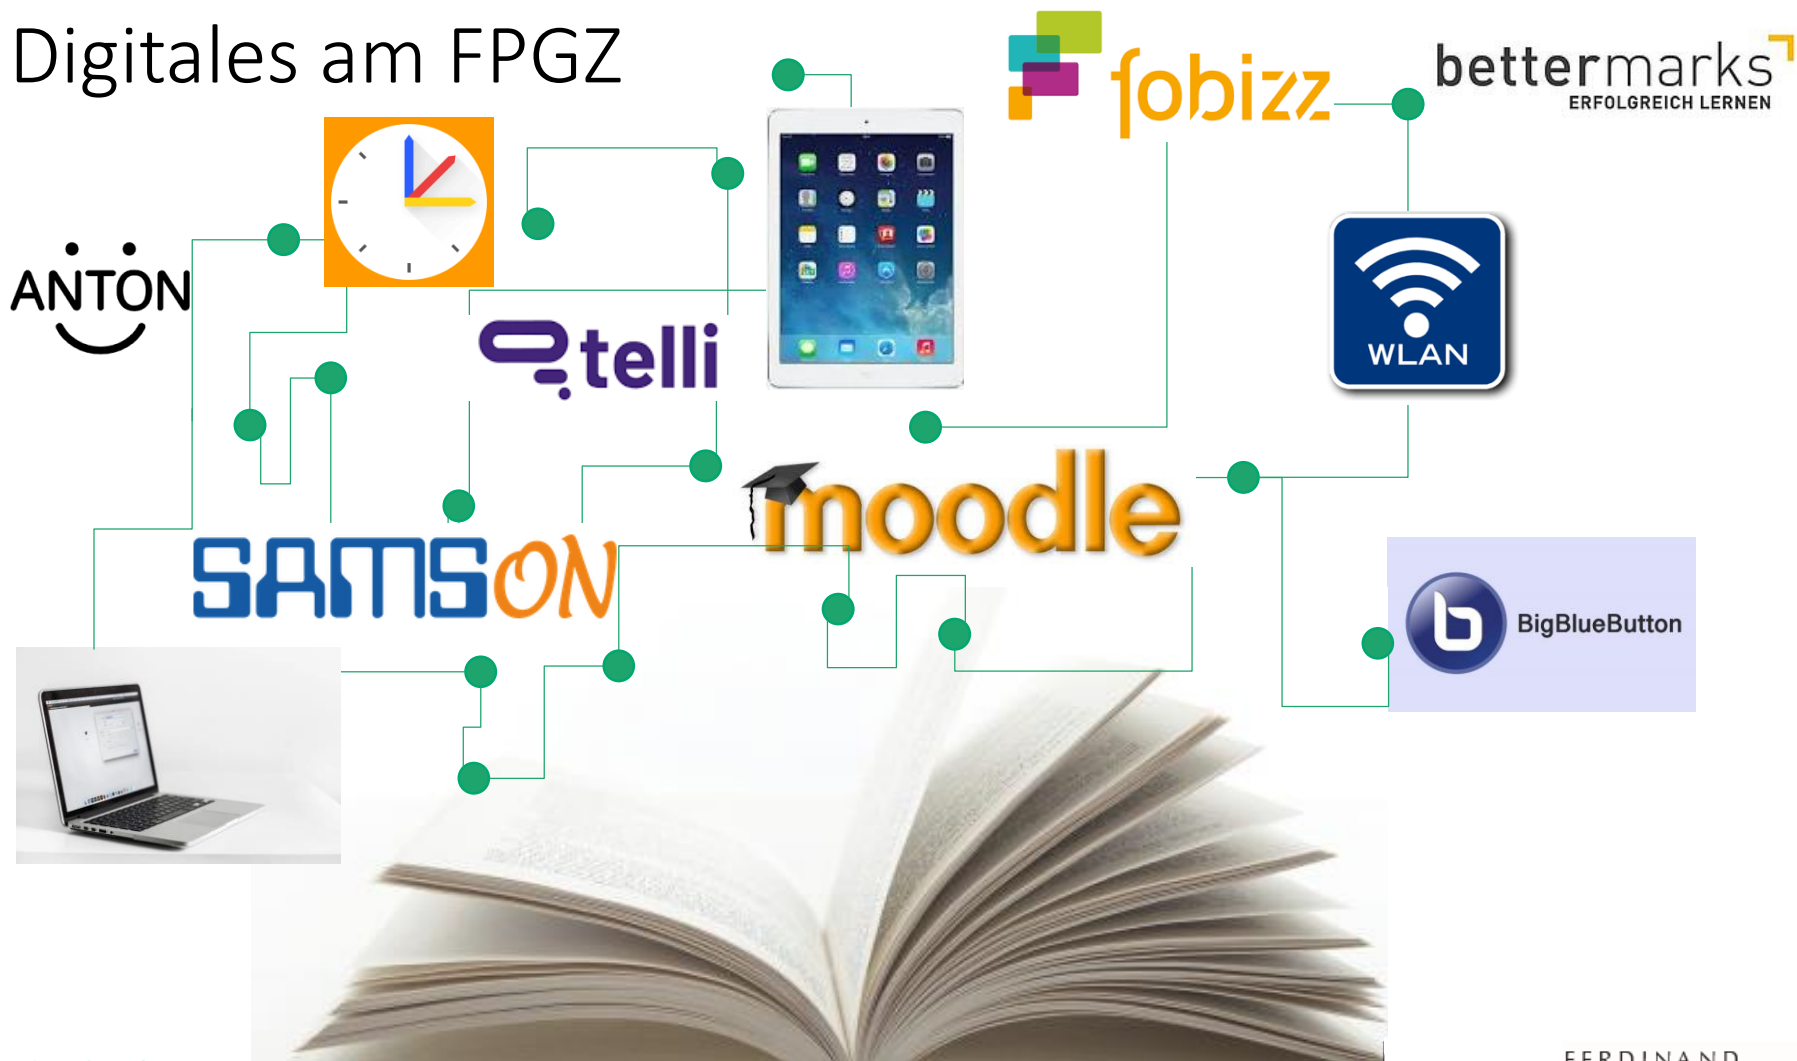 Digitales am FPGZ
fobizz
bettermarks
ERFOLGREICH LERNEN
ANTON
telli
WLAN
moodle
SAMSON
BigBlueButton
FERDINAND